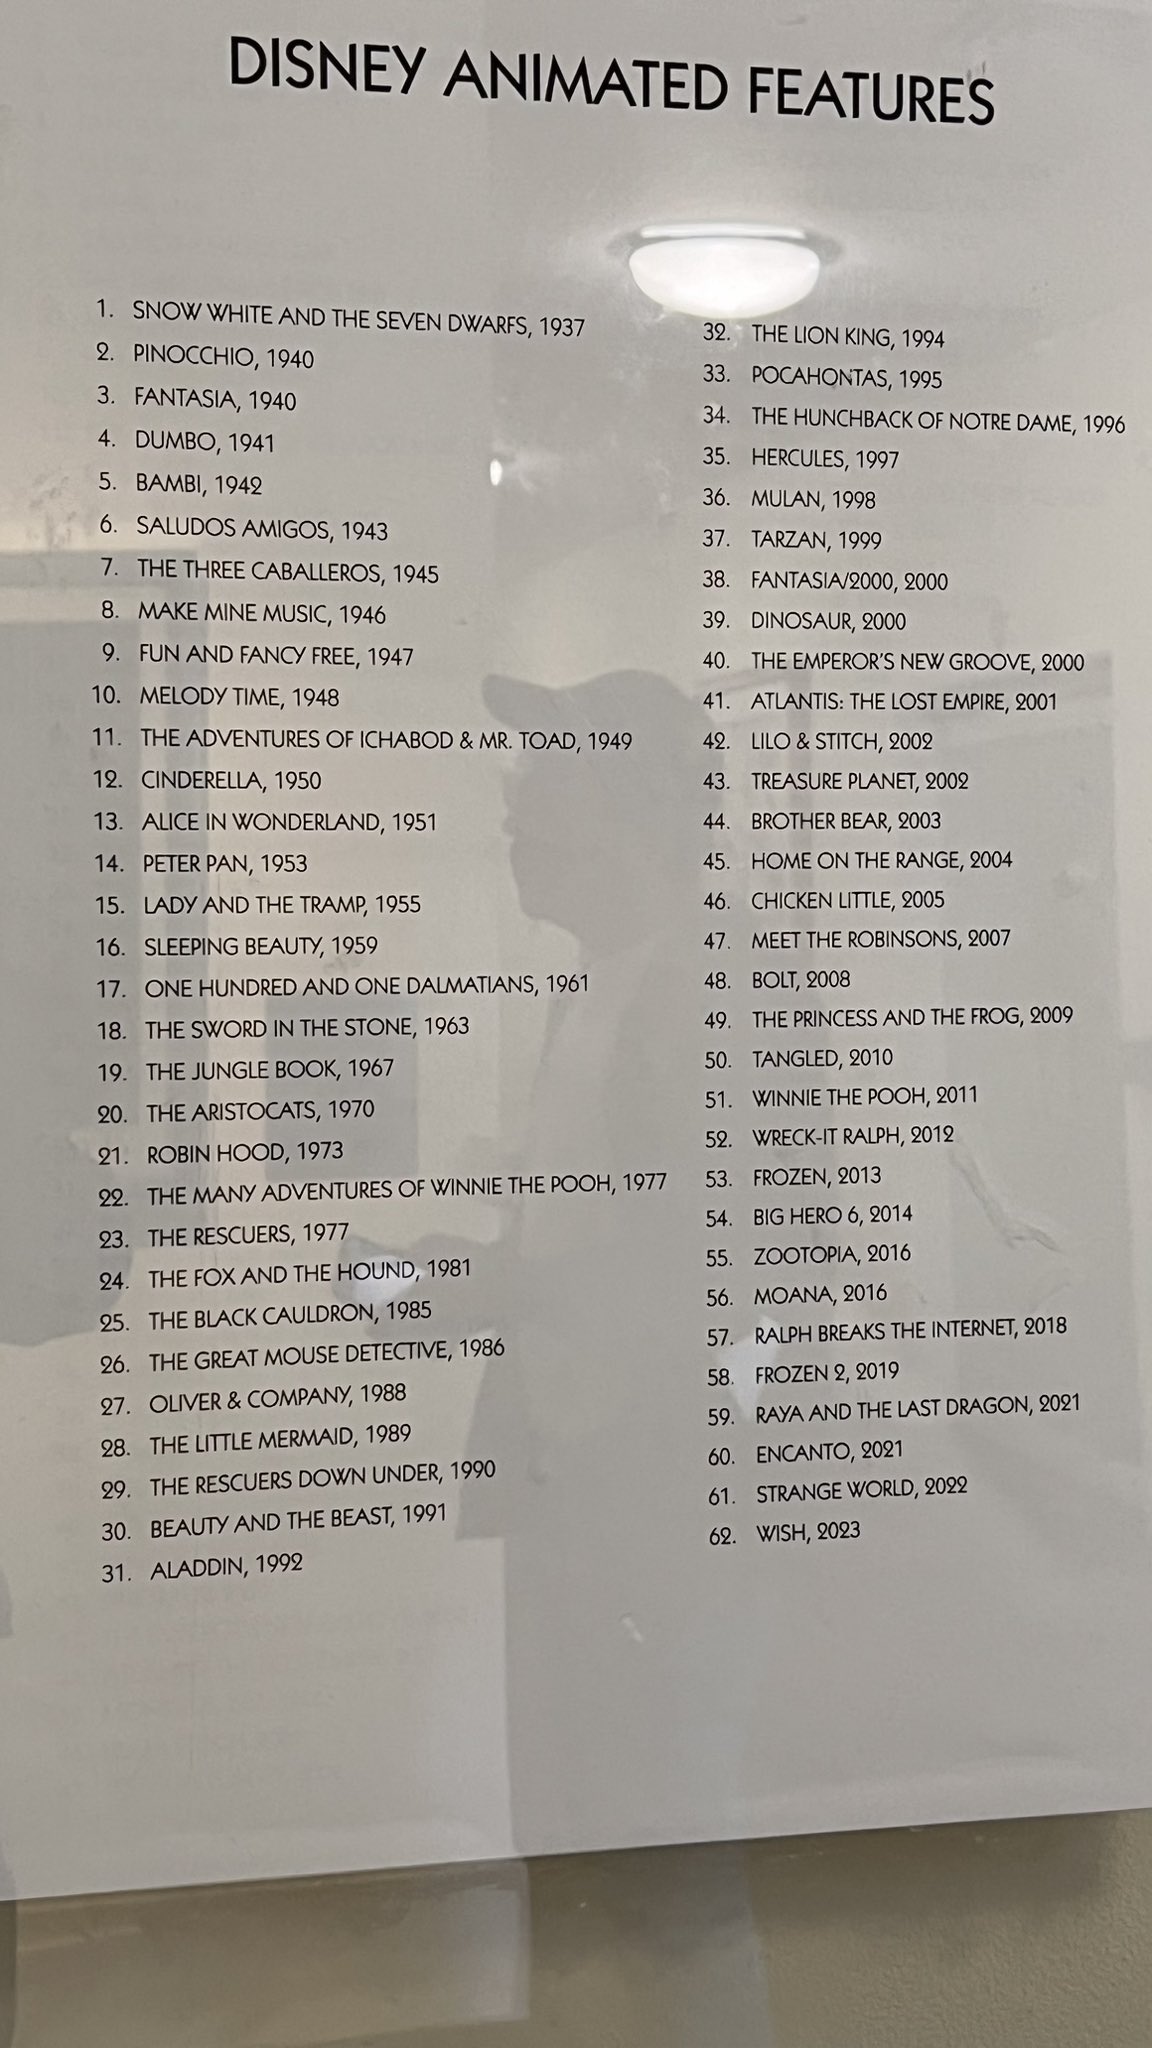 DISNEY ANIMATED FEATURES
1. SNOW WHITE AND THE SEVEN DWARFS, 1937
2. PINOCCHIO, 1940
3. FANTASIA, 1940
4. DUMBO, 1941
5. BAMBI, 1942
6. SALUDOS AMIGOS, 1943
7. THE THREE CABALLEROS, 1945
8. MAKE MINE MUSIC, 1946
9. FUN AND FANCY FREE, 1947
10. MELODY TIME, 1948
11. THE ADVENTURES OF ICHABOD & MR. TOAD, 1949
12. CINDERELLA, 1950
13. ALICE IN WONDERLAND, 1951
14. PETER PAN, 1953
15. LADY AND THE TRAMP, 1955
16. SLEEPING BEAUTY, 1959
17. ONE HUNDRED AND ONE DALMATIANS, 1961
18. THE SWORD IN THE STONE, 1963
19. THE JUNGLE BOOK, 1967
20. THE ARISTOCATS, 1970
21. ROBIN HOOD, 1973
22. THE MANY ADVENTURES OF WINNIE THE POOH, 1977
23. THE RESCUERS, 1977
24. THE FOX AND THE HOUND, 1981
25. THE BLACK CAULDRON, 1985
26. THE GREAT MOUSE DETECTIVE, 1986
27. OLIVER & COMPANY, 1988
28. THE LITTLE MERMAID, 1989
29. THE RESCUERS DOWN UNDER, 1990
30. BEAUTY AND THE BEAST, 1991
31. ALADDIN, 1992
32. THE LION KING, 1994
33. POCAHONTAS, 1995
34. THE HUNCHBACK OF NOTRE DAME, 1996
35. HERCULES, 1997
36. MULAN, 1998
37. TARZAN, 1999
38. FANTASIA/2000, 2000
39. DINOSAUR, 2000
40. THE EMPEROR'S NEW GROOVE, 2000
41. ATLANTIS: THE LOST EMPIRE, 2001
42. LILO & STITCH, 2002
43. TREASURE PLANET, 2002
44. BROTHER BEAR, 2003
45. HOME ON THE RANGE, 2004
46. CHICKEN LITTLE, 2005
47. MEET THE ROBINSONS, 2007
48. BOLT, 2008
49. THE PRINCESS AND THE FROG, 2009
50. TANGLED, 2010
51. WINNIE THE POOH, 2011
52. WRECK-IT RALPH, 2012
53. FROZEN, 2013
54. BIG HERO 6, 2014
55. ZOOTOPIA, 2016
56. MOANA, 2016
57. RALPH BREAKS THE INTERNET, 2018
58. FROZEN 2, 2019
59. RAYA AND THE LAST DRAGON, 2021
60. ENCANTO, 2021
61. STRANGE WORLD, 2022
62. WISH, 2023